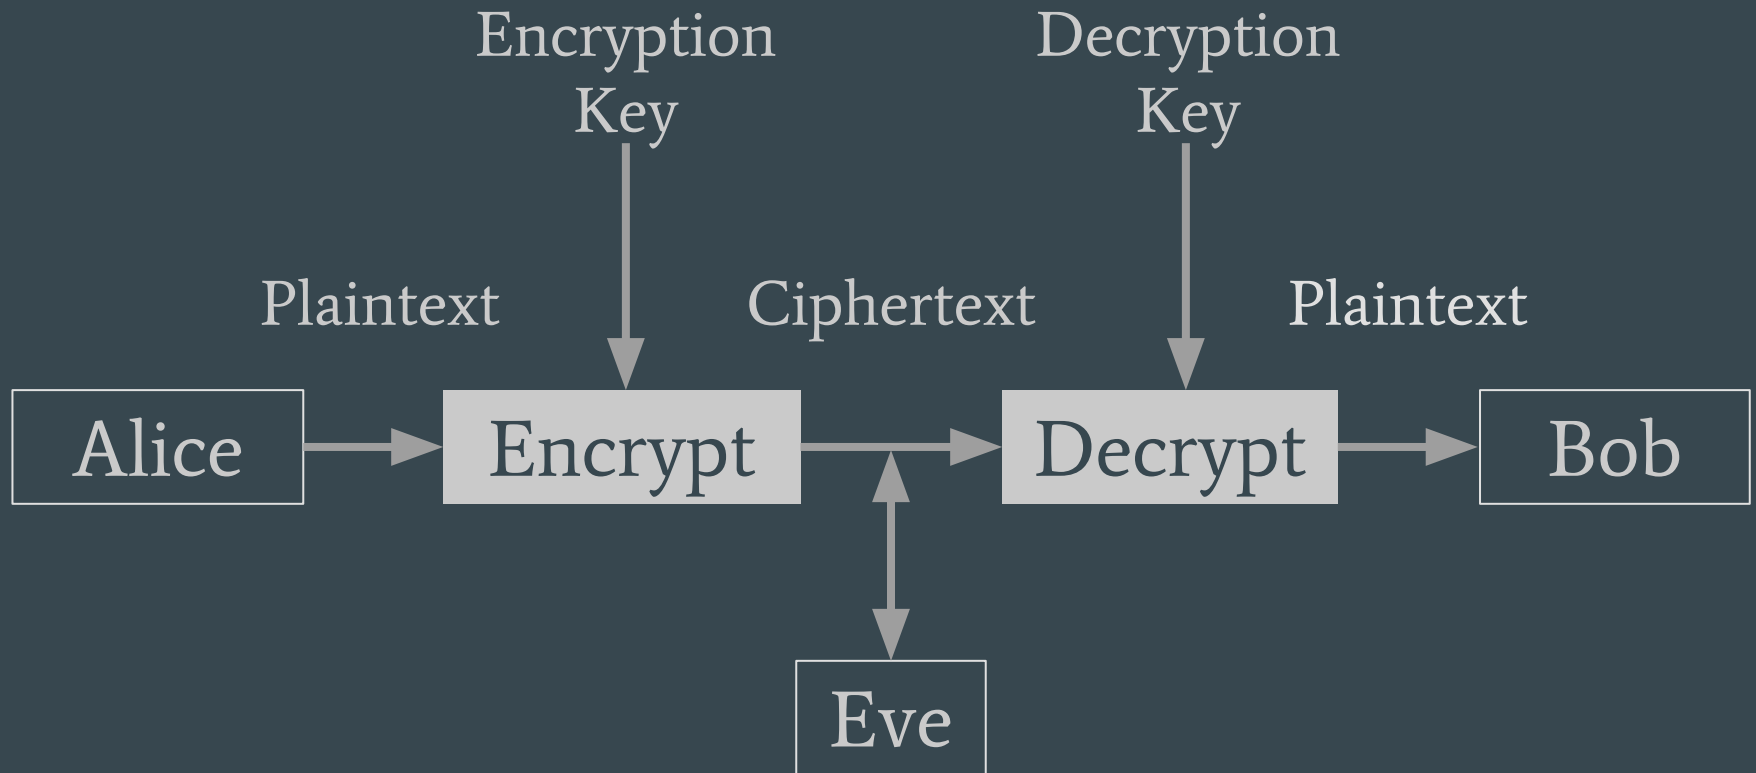 Encryption
Key
Decryption
Key
Plaintext
Ciphertext
Plaintext
Alice
Encrypt
Decrypt
Bob
Eve